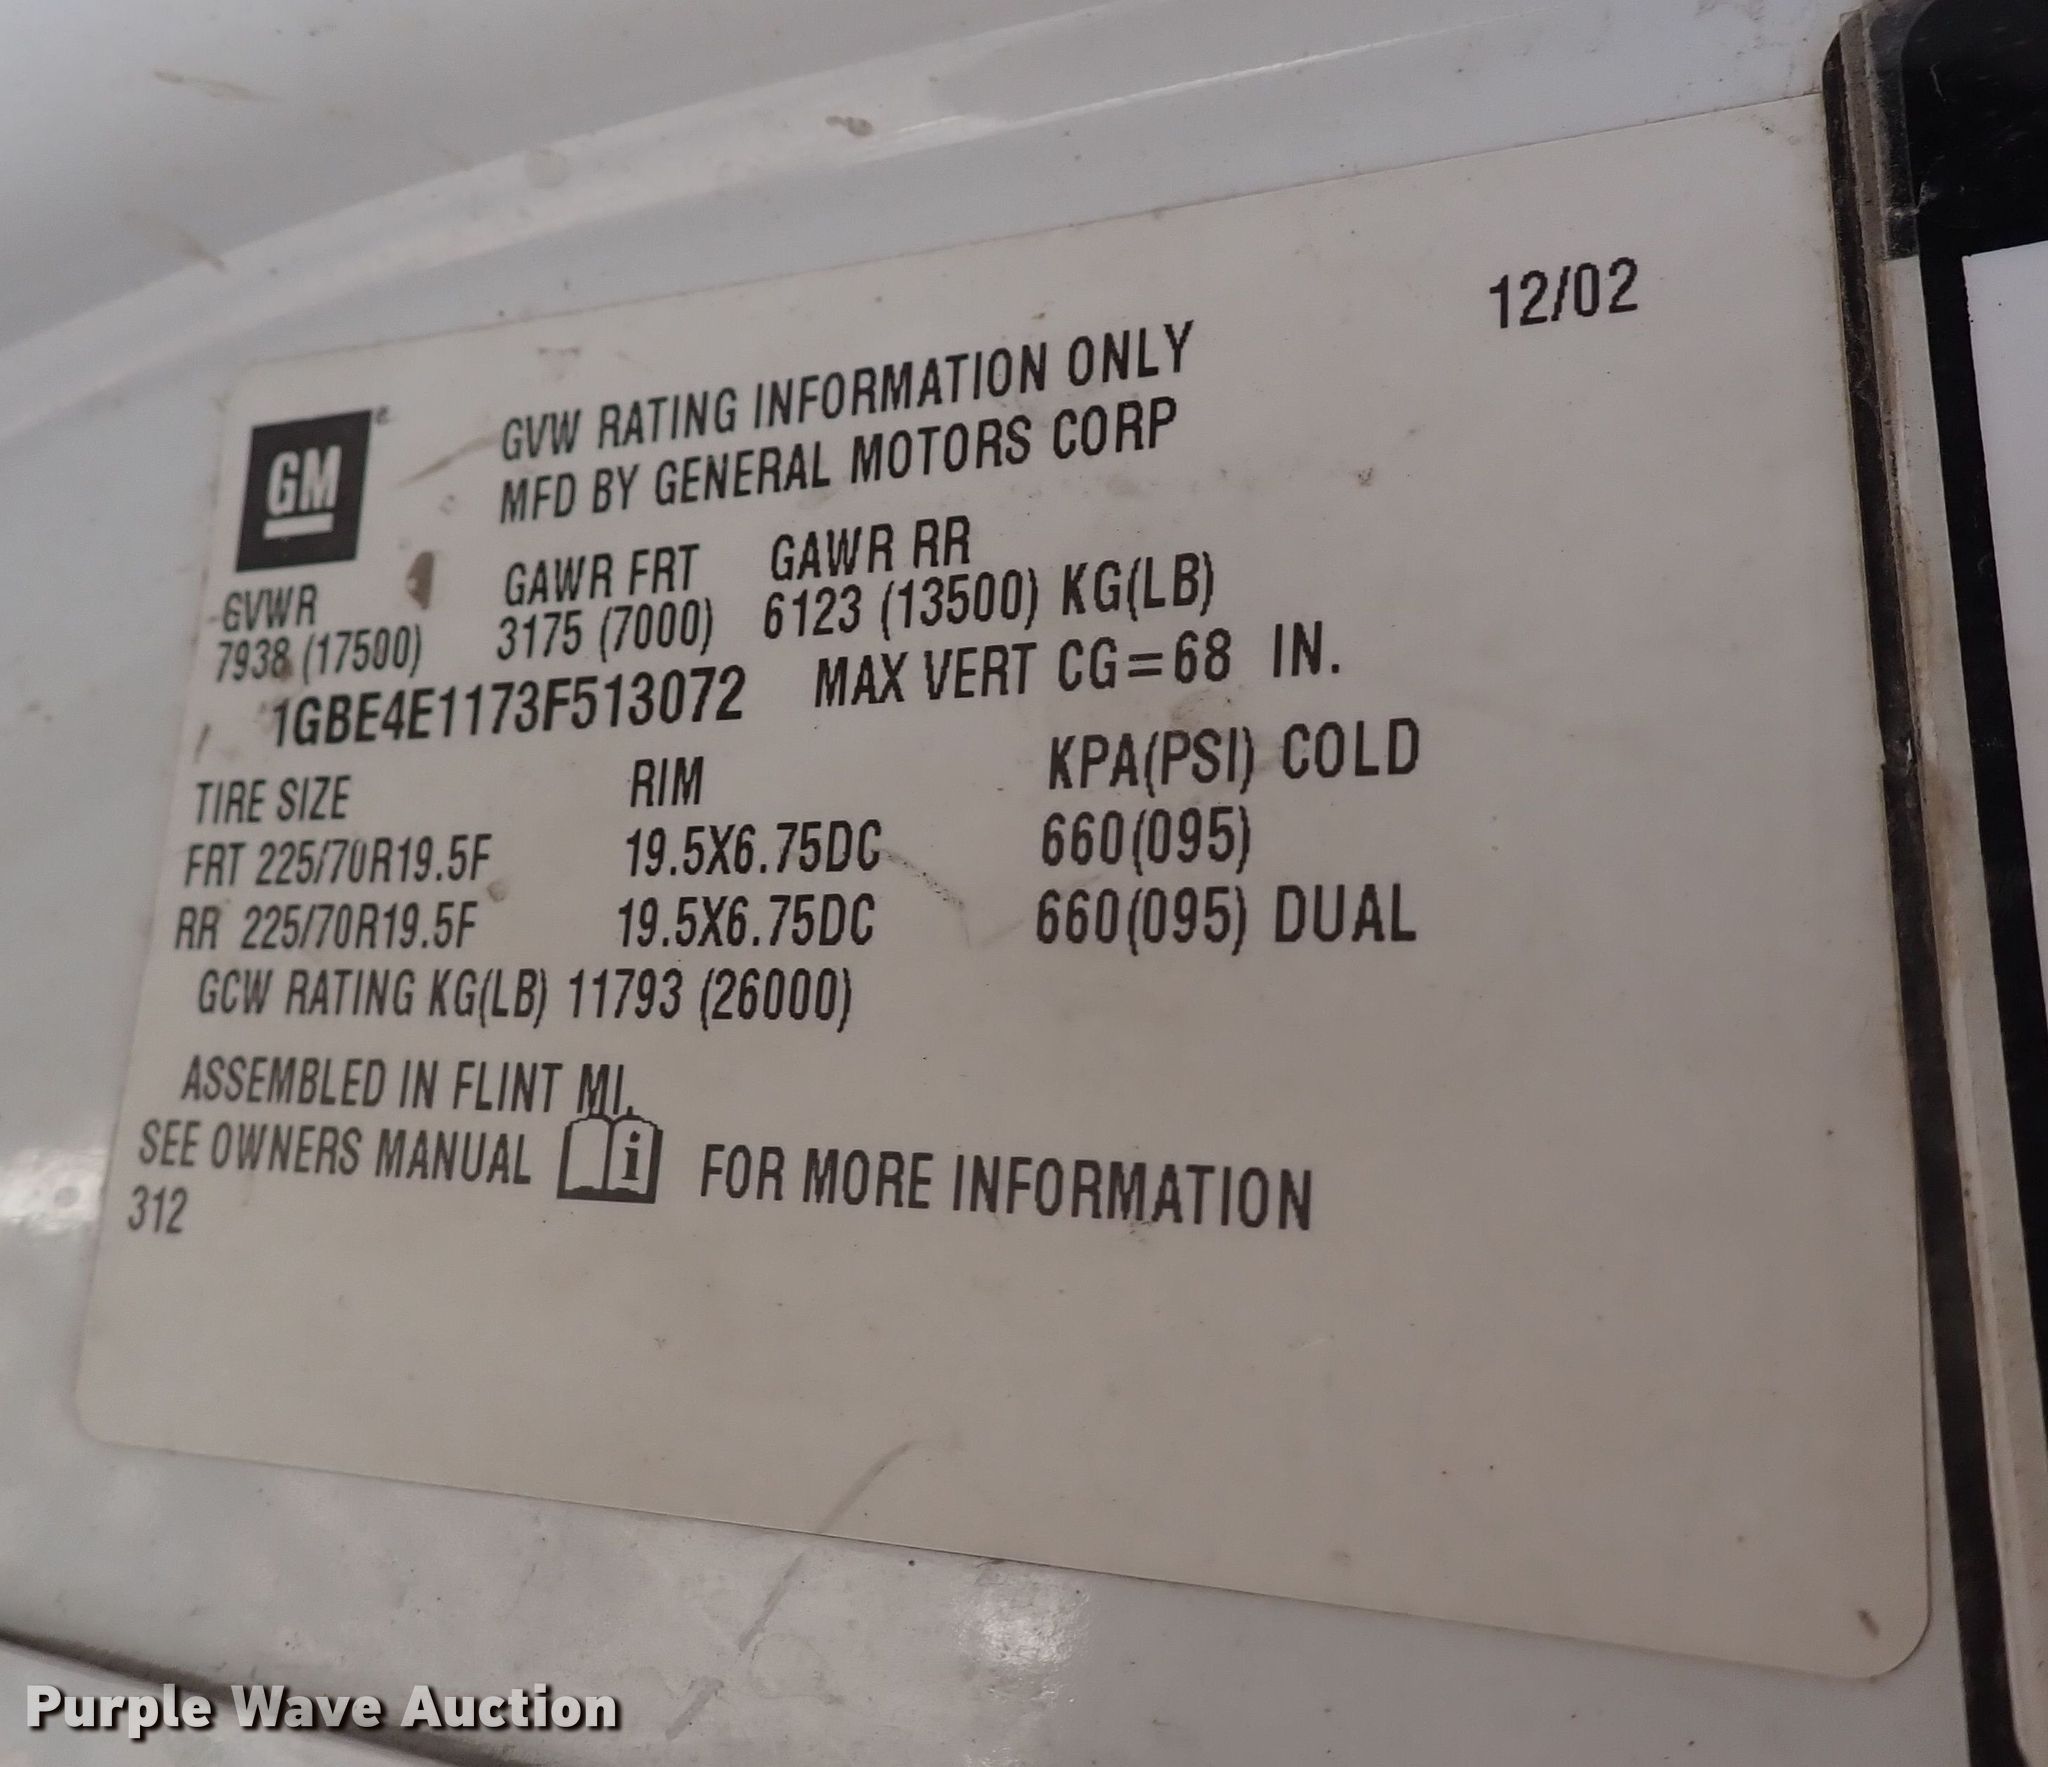 12/02
GM
GVW RATING INFORMATION ONLY
MFD BY GENERAL MOTORS CORP
GVWR GAWR FRT GAWR RR
7938 (17500) 3175 (7000) 6123 (13500) KG(LB)
1GBE4E1173F513072 MAX VERT CG=68 IN.
TIRE SIZE RIM KPA(PSI) COLD
FRT 225/70R19.5F 19.5X6.75DC 660(095)
RR 225/70R19.5F 19.5X6.75DC 660(095) DUAL
GCW RATING KG(LB) 11793 (26000)
ASSEMBLED IN FLINT MI.
SEE OWNERS MANUAL i FOR MORE INFORMATION
312
Purple Wave Auction